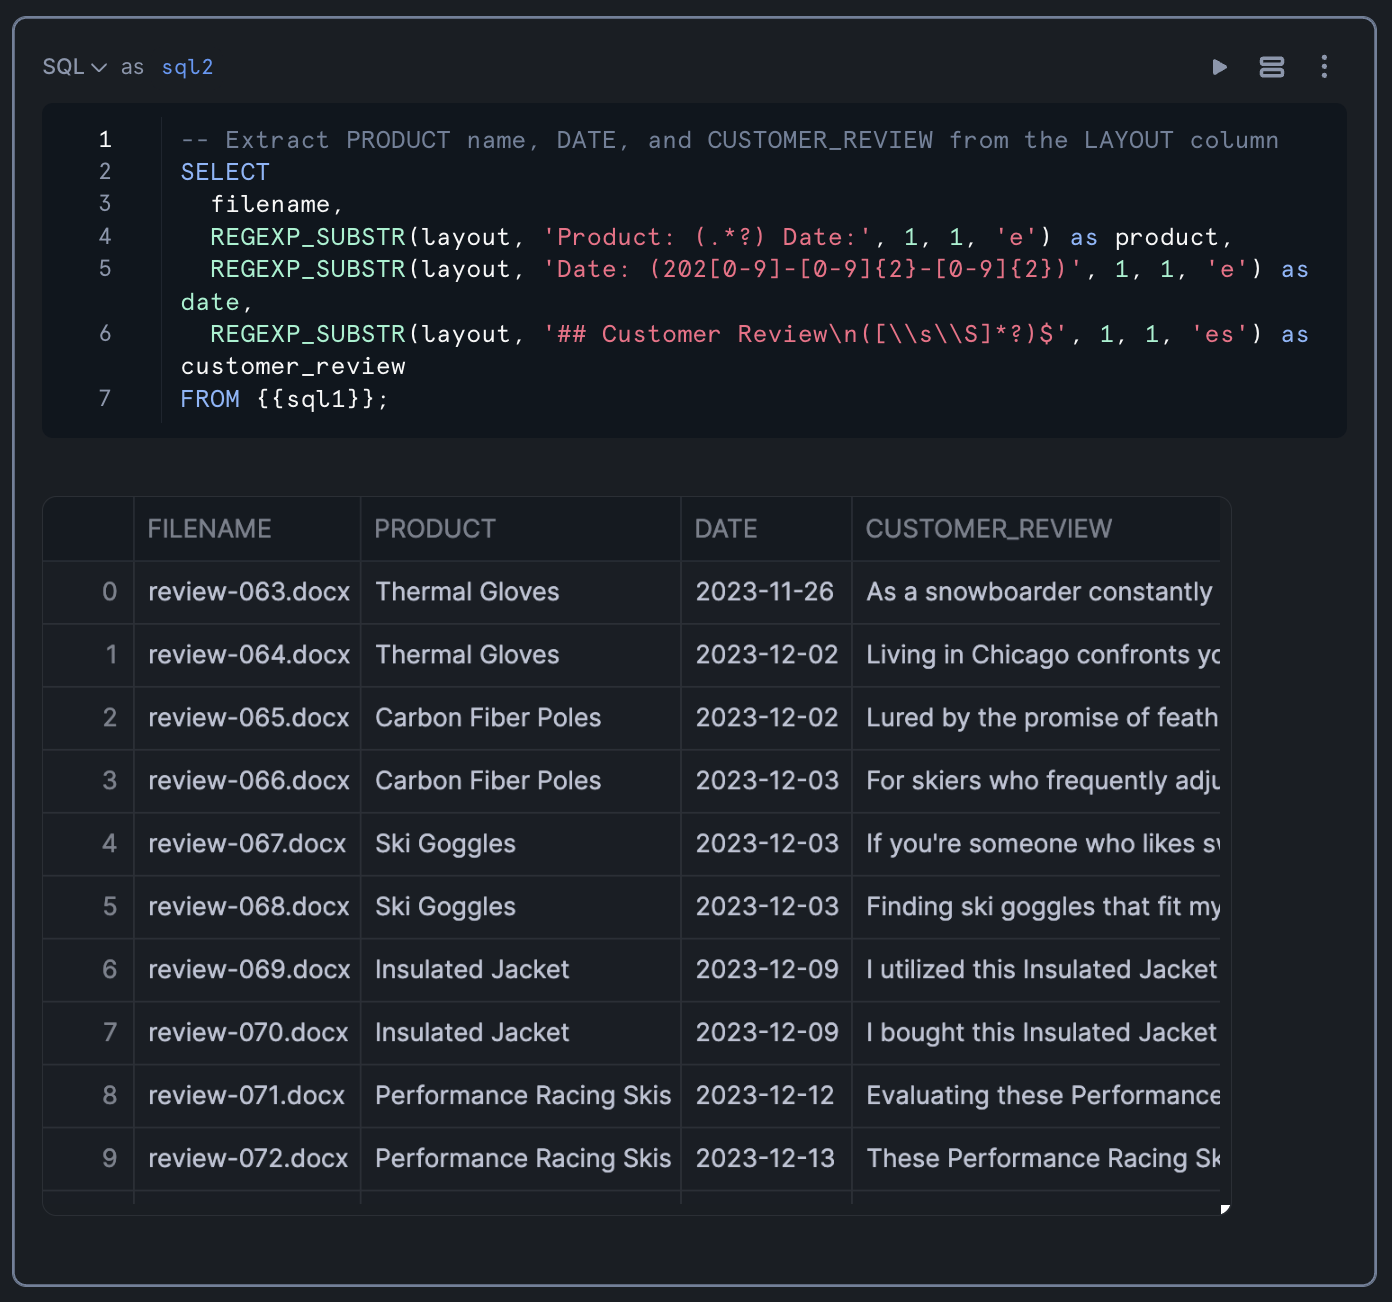 SQL as sql2
1 -- Extract PRODUCT name, DATE, and CUSTOMER_REVIEW from the LAYOUT column
2 SELECT
3 filename,
4 REGEXP_SUBSTR(layout, 'Product: (.*?) Date:', 1, 1, 'e') as product,
5 REGEXP_SUBSTR(layout, 'Date: (202[0-9]-[0-9]{2}-[0-9]{2})', 1, 1, 'e') as
date,
6 REGEXP_SUBSTR(layout, '## Customer Review\n([\\s\\S]*?)$', 1, 1, 'es') as
customer_review
7 FROM {{sql1}};
FILENAME PRODUCT DATE CUSTOMER_REVIEW
0 review-063.docx Thermal Gloves 2023-11-26 As a snowboarder constantly
1 review-064.docx Thermal Gloves 2023-12-02 Living in Chicago confronts yo
2 review-065.docx Carbon Fiber Poles 2023-12-02 Lured by the promise of feath
3 review-066.docx Carbon Fiber Poles 2023-12-03 For skiers who frequently adju
4 review-067.docx Ski Goggles 2023-12-03 If you're someone who likes sw
5 review-068.docx Ski Goggles 2023-12-03 Finding ski goggles that fit my
6 review-069.docx Insulated Jacket 2023-12-09 I utilized this Insulated Jacket
7 review-070.docx Insulated Jacket 2023-12-09 I bought this Insulated Jacket
8 review-071.docx Performance Racing Skis 2023-12-12 Evaluating these Performance
9 review-072.docx Performance Racing Skis 2023-12-13 These Performance Racing Sk